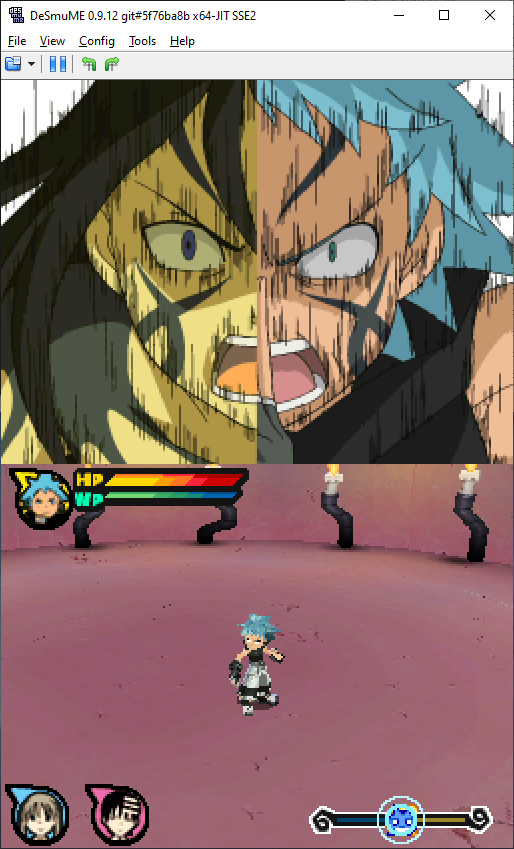 DeSmuME 0.9.12 git#5f76ba8b x64-JIT SSE2
File View Config Tools Help
HP
WP